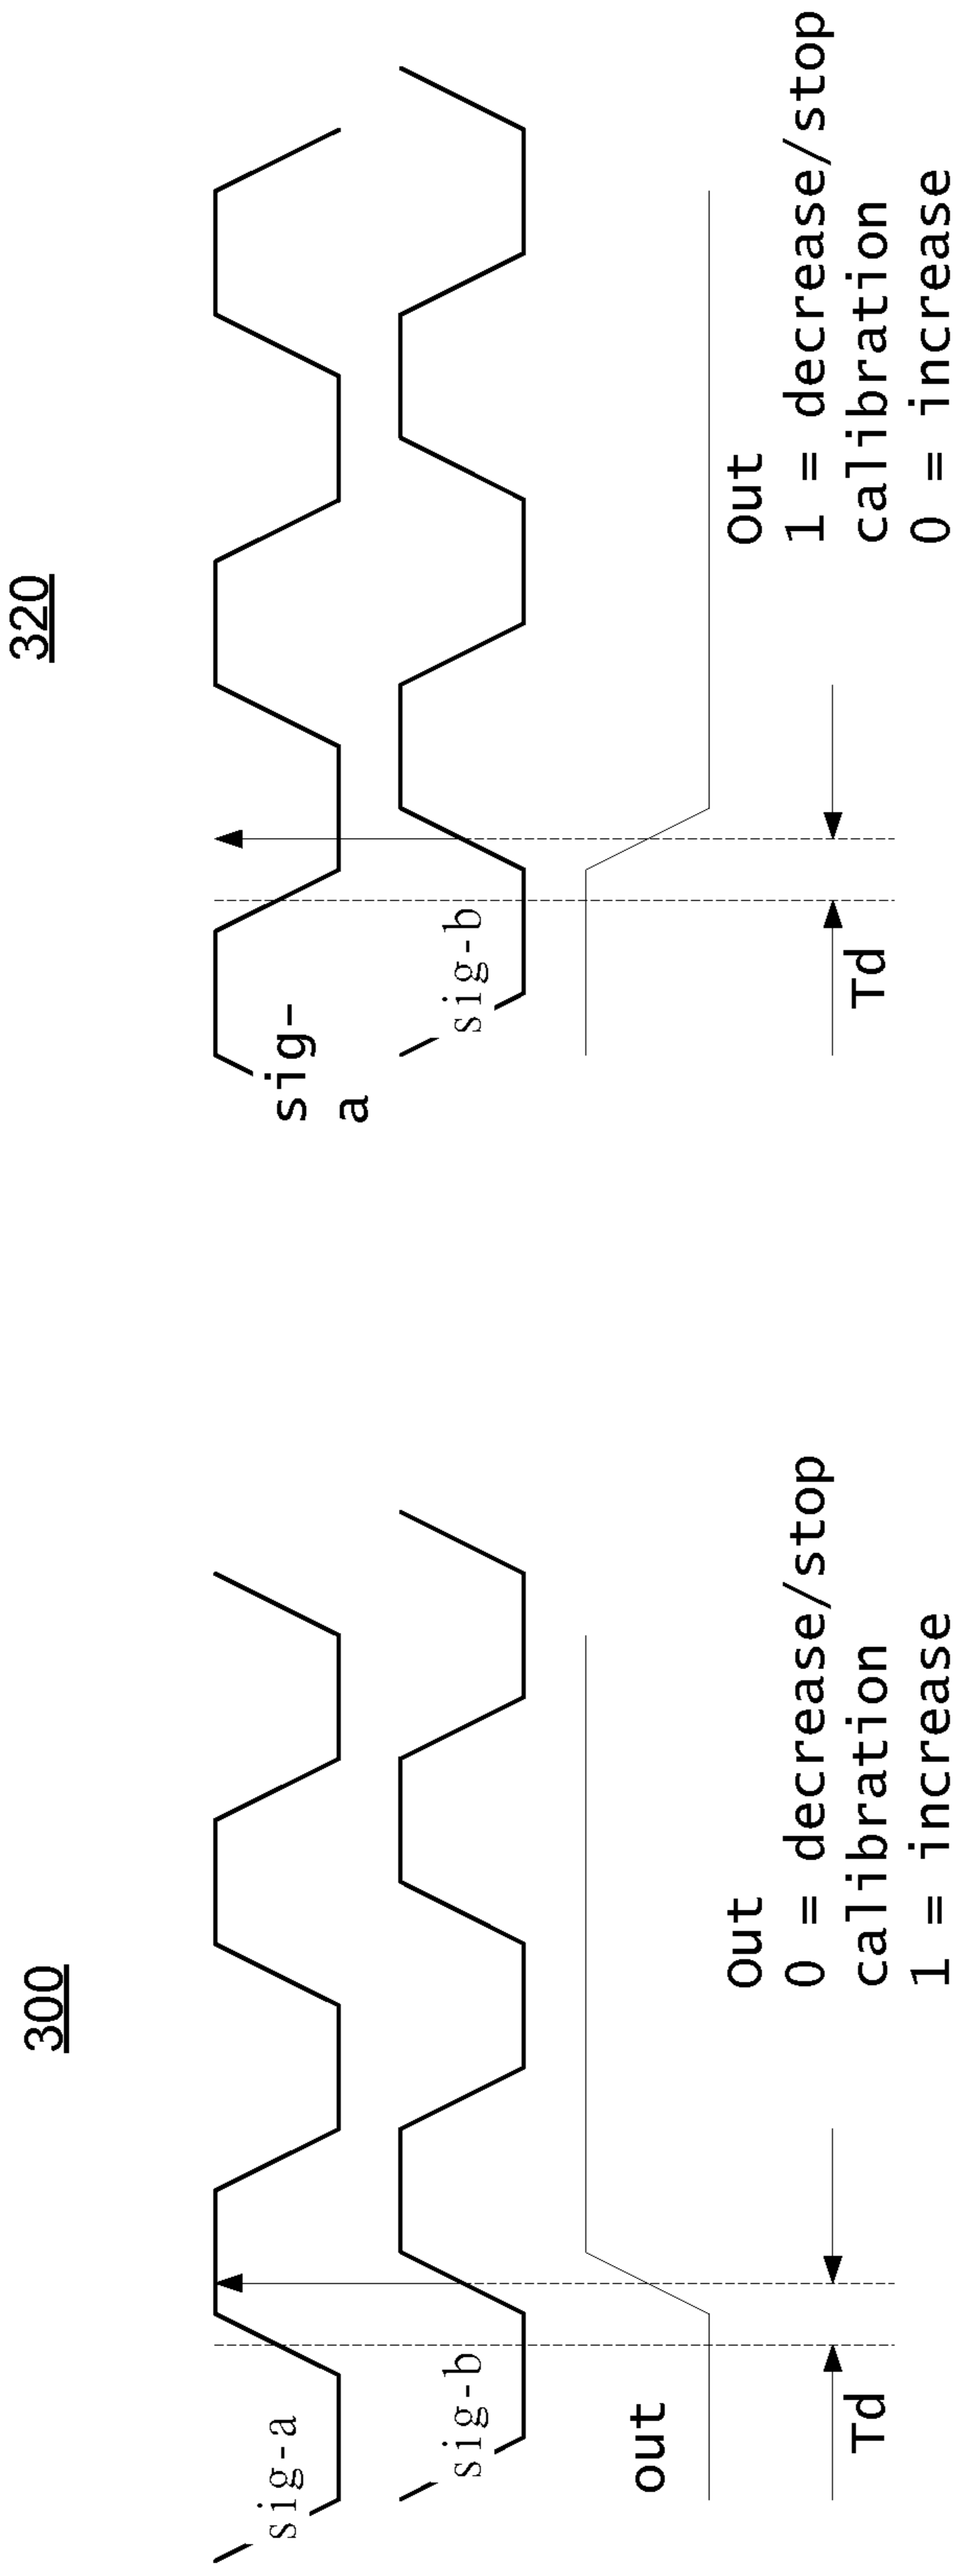 300
sig-a
sig-b
out
Td
Out
0 = decrease/stop
calibration
1 = increase
320
sig-
a
sig-b
Td
Out
1 = decrease/stop
calibration
0 = increase